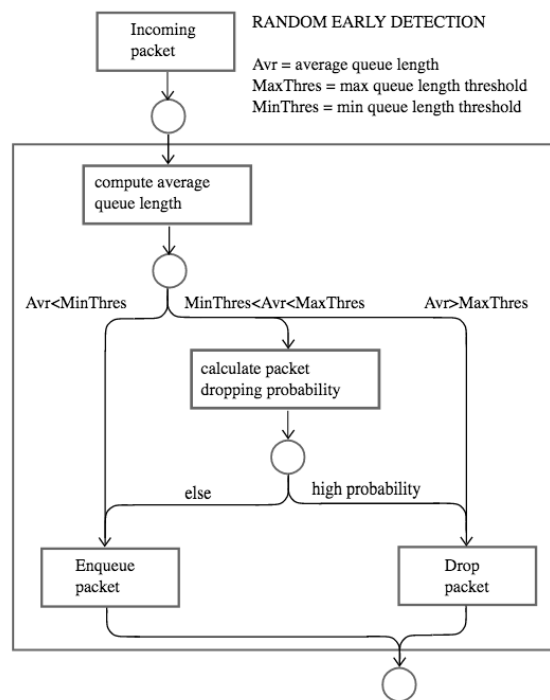 Incoming
packet
RANDOM EARLY DETECTION
Avr = average queue length
MaxThres = max queue length threshold
MinThres = min queue length threshold
compute average
queue length
Avr<MinThres
MinThres<Avr<MaxThres
Avr>MaxThres
calculate packet
dropping probability
else
high probability
Enqueue
packet
Drop
packet